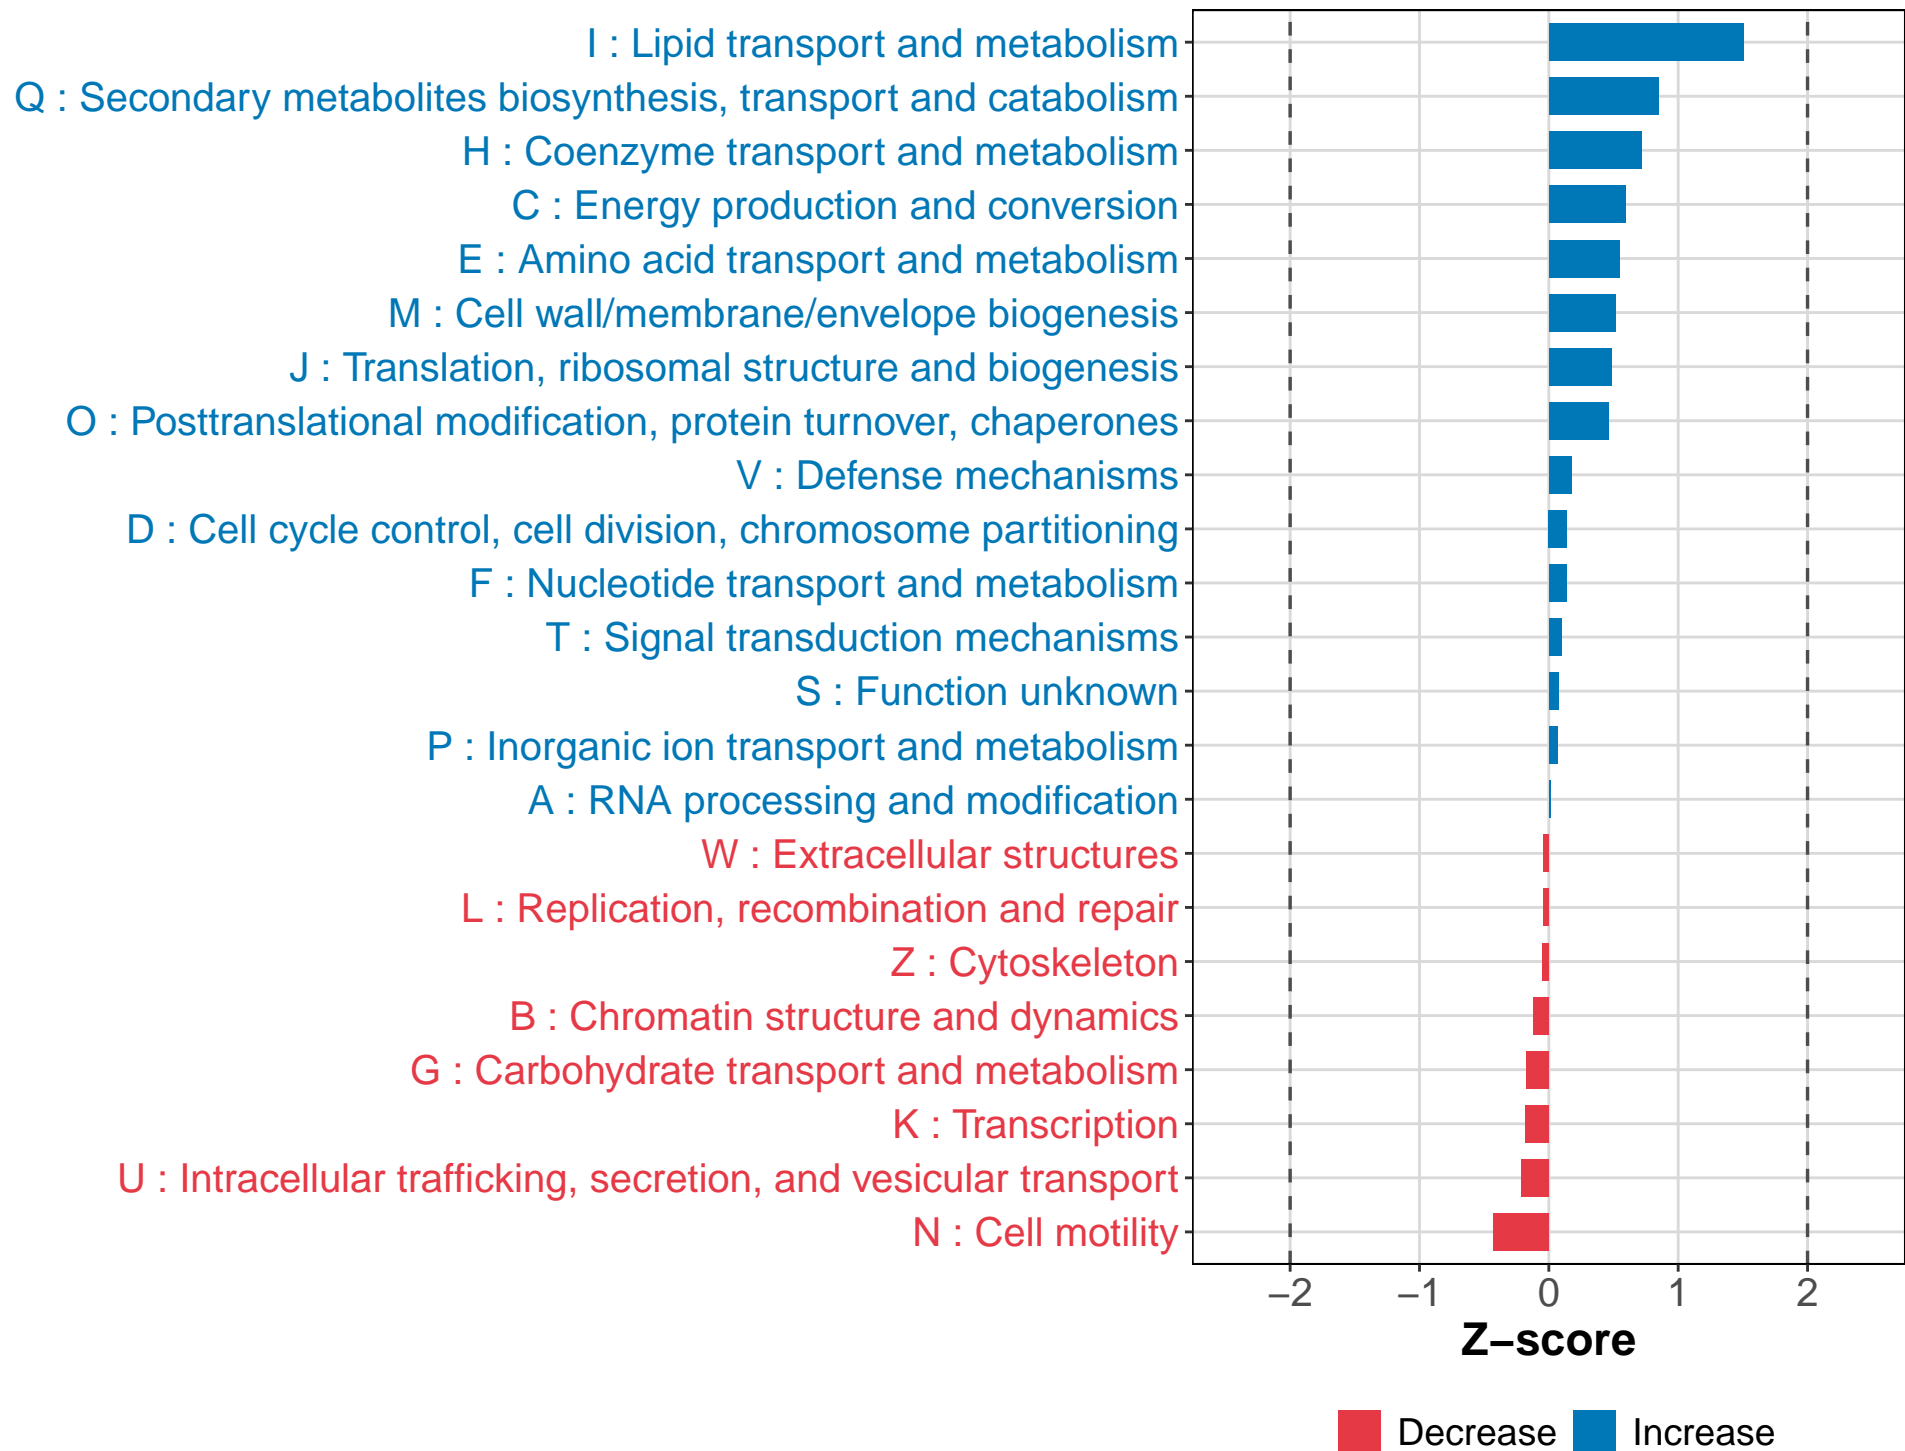 I : Lipid transport and metabolism
Q : Secondary metabolites biosynthesis, transport and catabolism
H : Coenzyme transport and metabolism
C : Energy production and conversion
E : Amino acid transport and metabolism
M : Cell wall/membrane/envelope biogenesis
J : Translation, ribosomal structure and biogenesis
O : Posttranslational modification, protein turnover, chaperones
V : Defense mechanisms
D : Cell cycle control, cell division, chromosome partitioning
F : Nucleotide transport and metabolism
T : Signal transduction mechanisms
S : Function unknown
P : Inorganic ion transport and metabolism
A : RNA processing and modification
W : Extracellular structures
L : Replication, recombination and repair
Z : Cytoskeleton
B : Chromatin structure and dynamics
G : Carbohydrate transport and metabolism
K : Transcription
U : Intracellular trafficking, secretion, and vesicular transport
N : Cell motility
−2 −1 0 1 2
Z−score
Decrease Increase